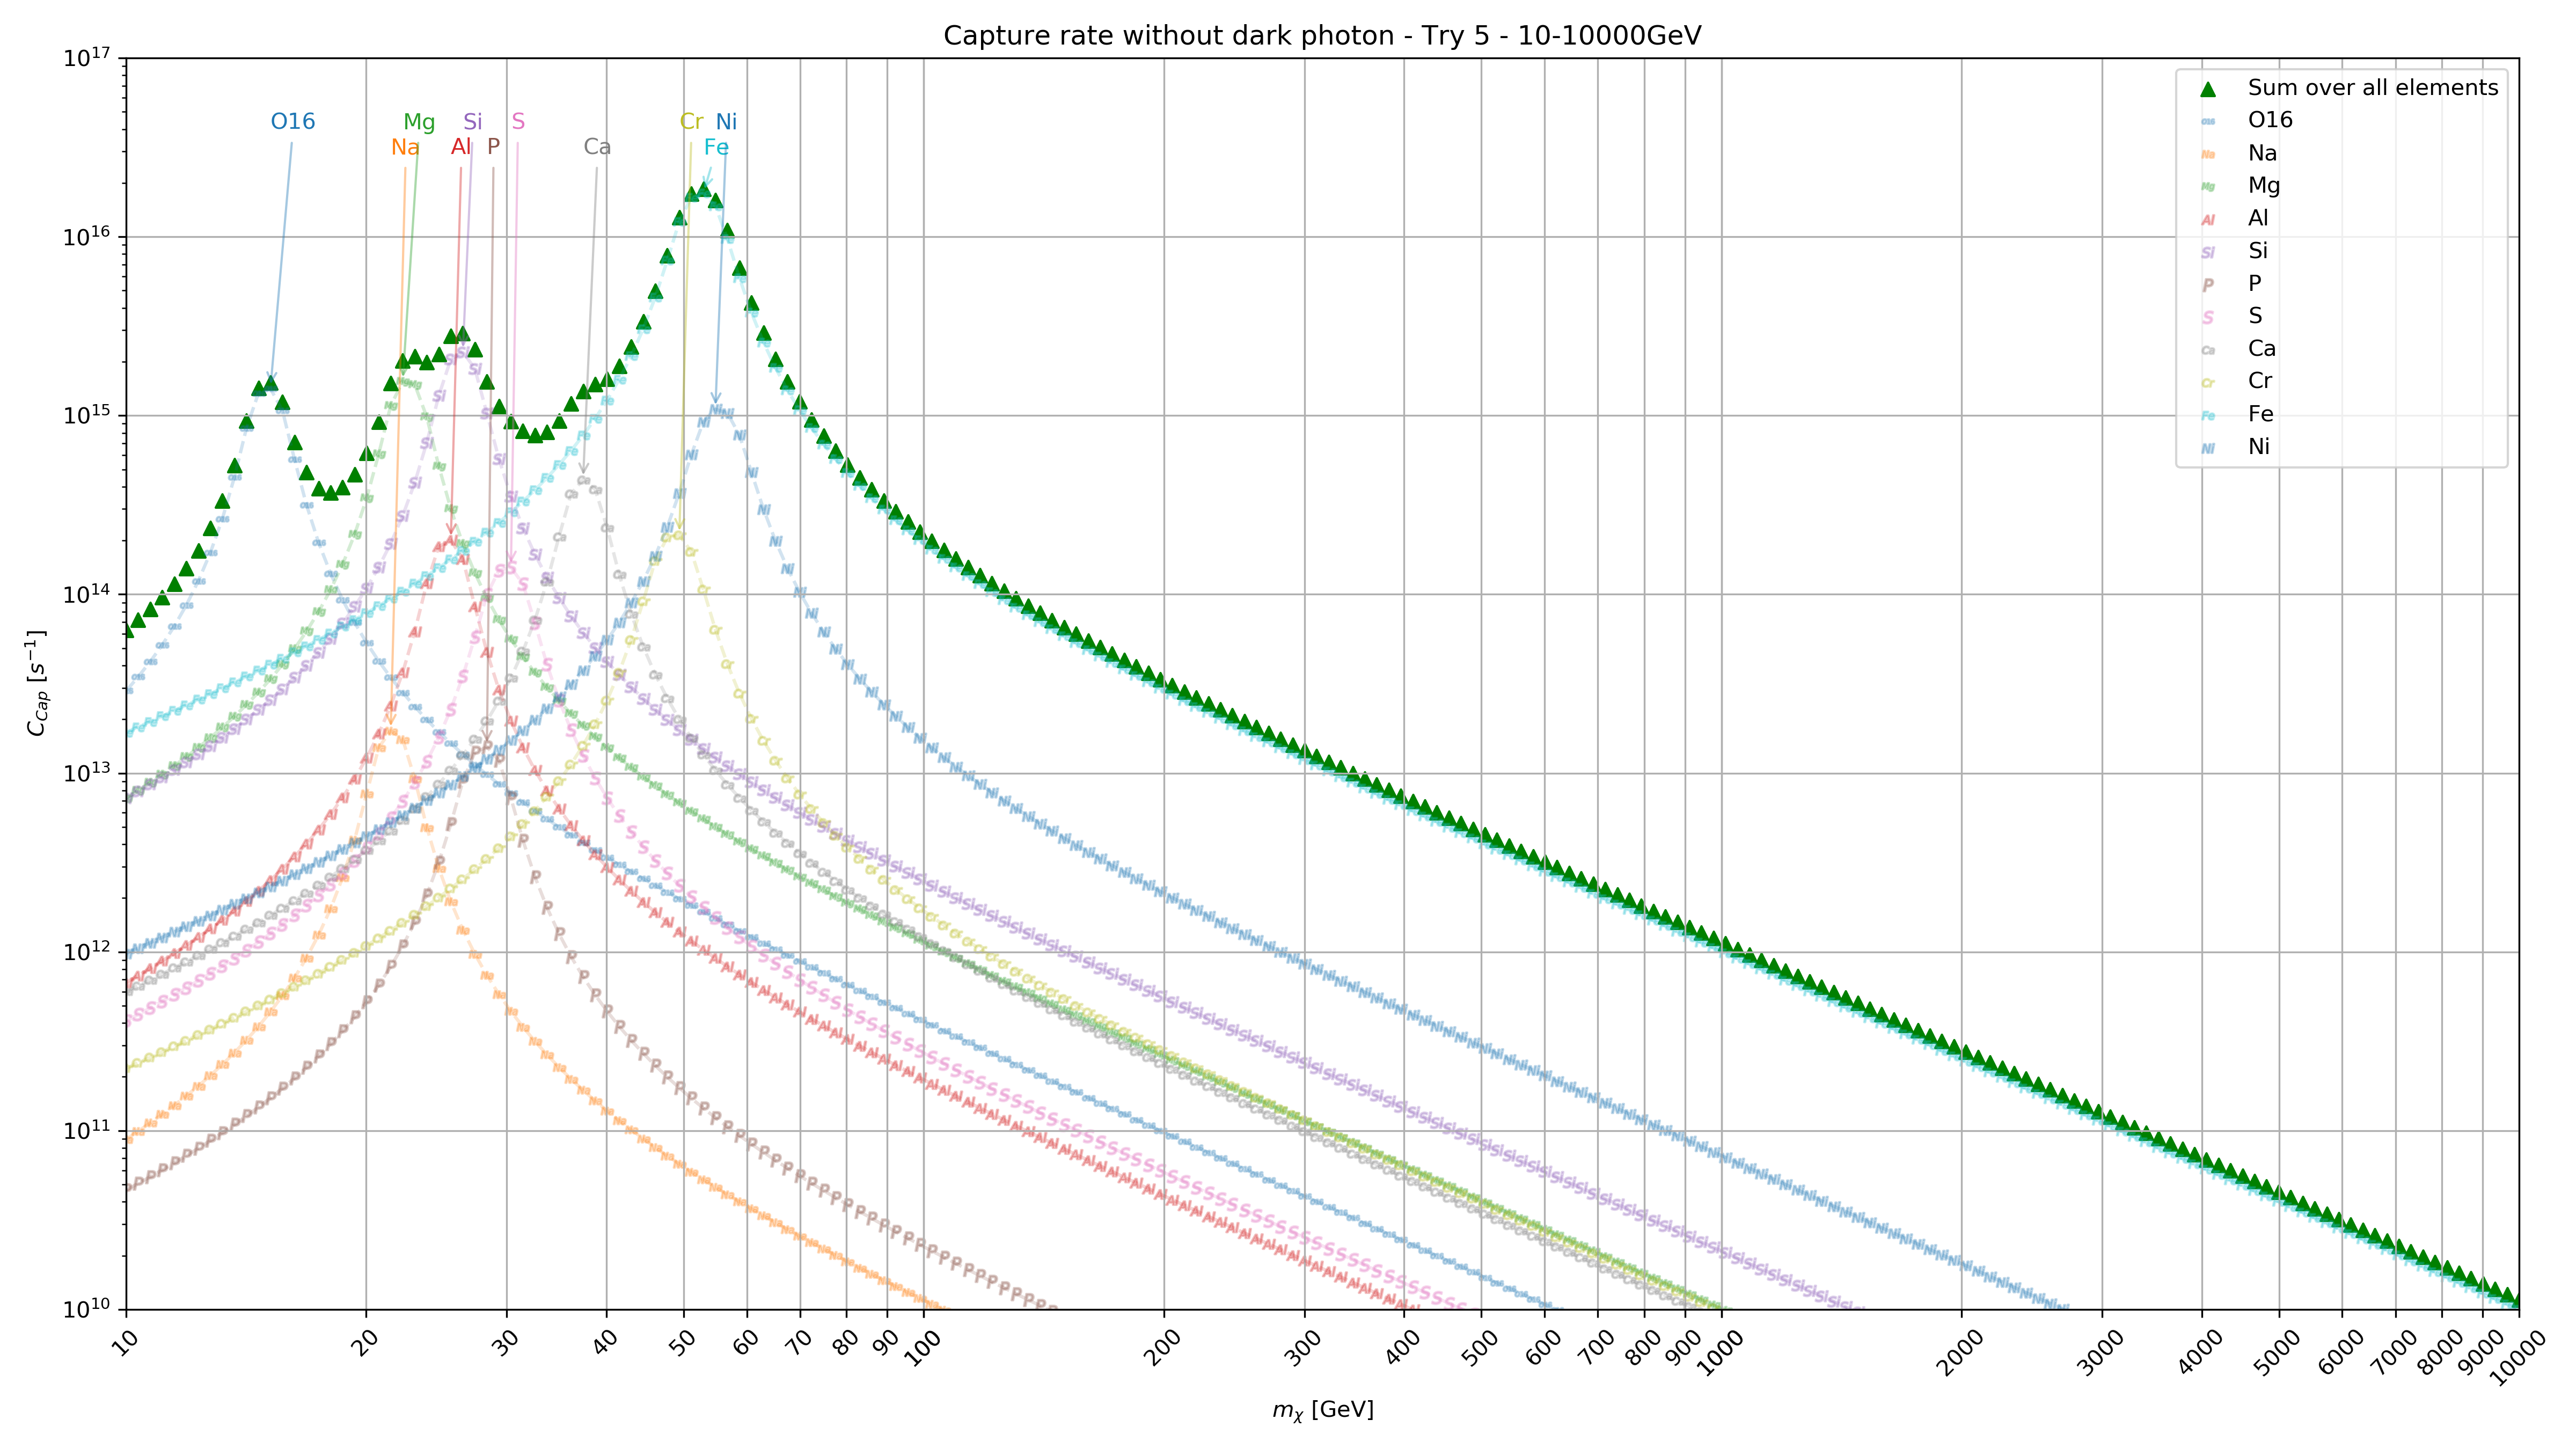 Capture rate without dark photon - Try 5 - 10-10000GeV
10^17
10^16
10^15
10^14
10^13
10^12
10^11
10^10
C_Cap [s^−1]
O16 Mg Si S Cr Ni
Na Al P Ca Fe
Sum over all elements
O16
Na
Mg
Al
Si
P
S
Ca
Cr
Fe
Ni
10 20 30 40 50 60 70 80 90 100 200 300 400 500 600 700 800 900 1000 2000 3000 4000 5000 6000 7000 8000 9000 10000
m_χ [GeV]